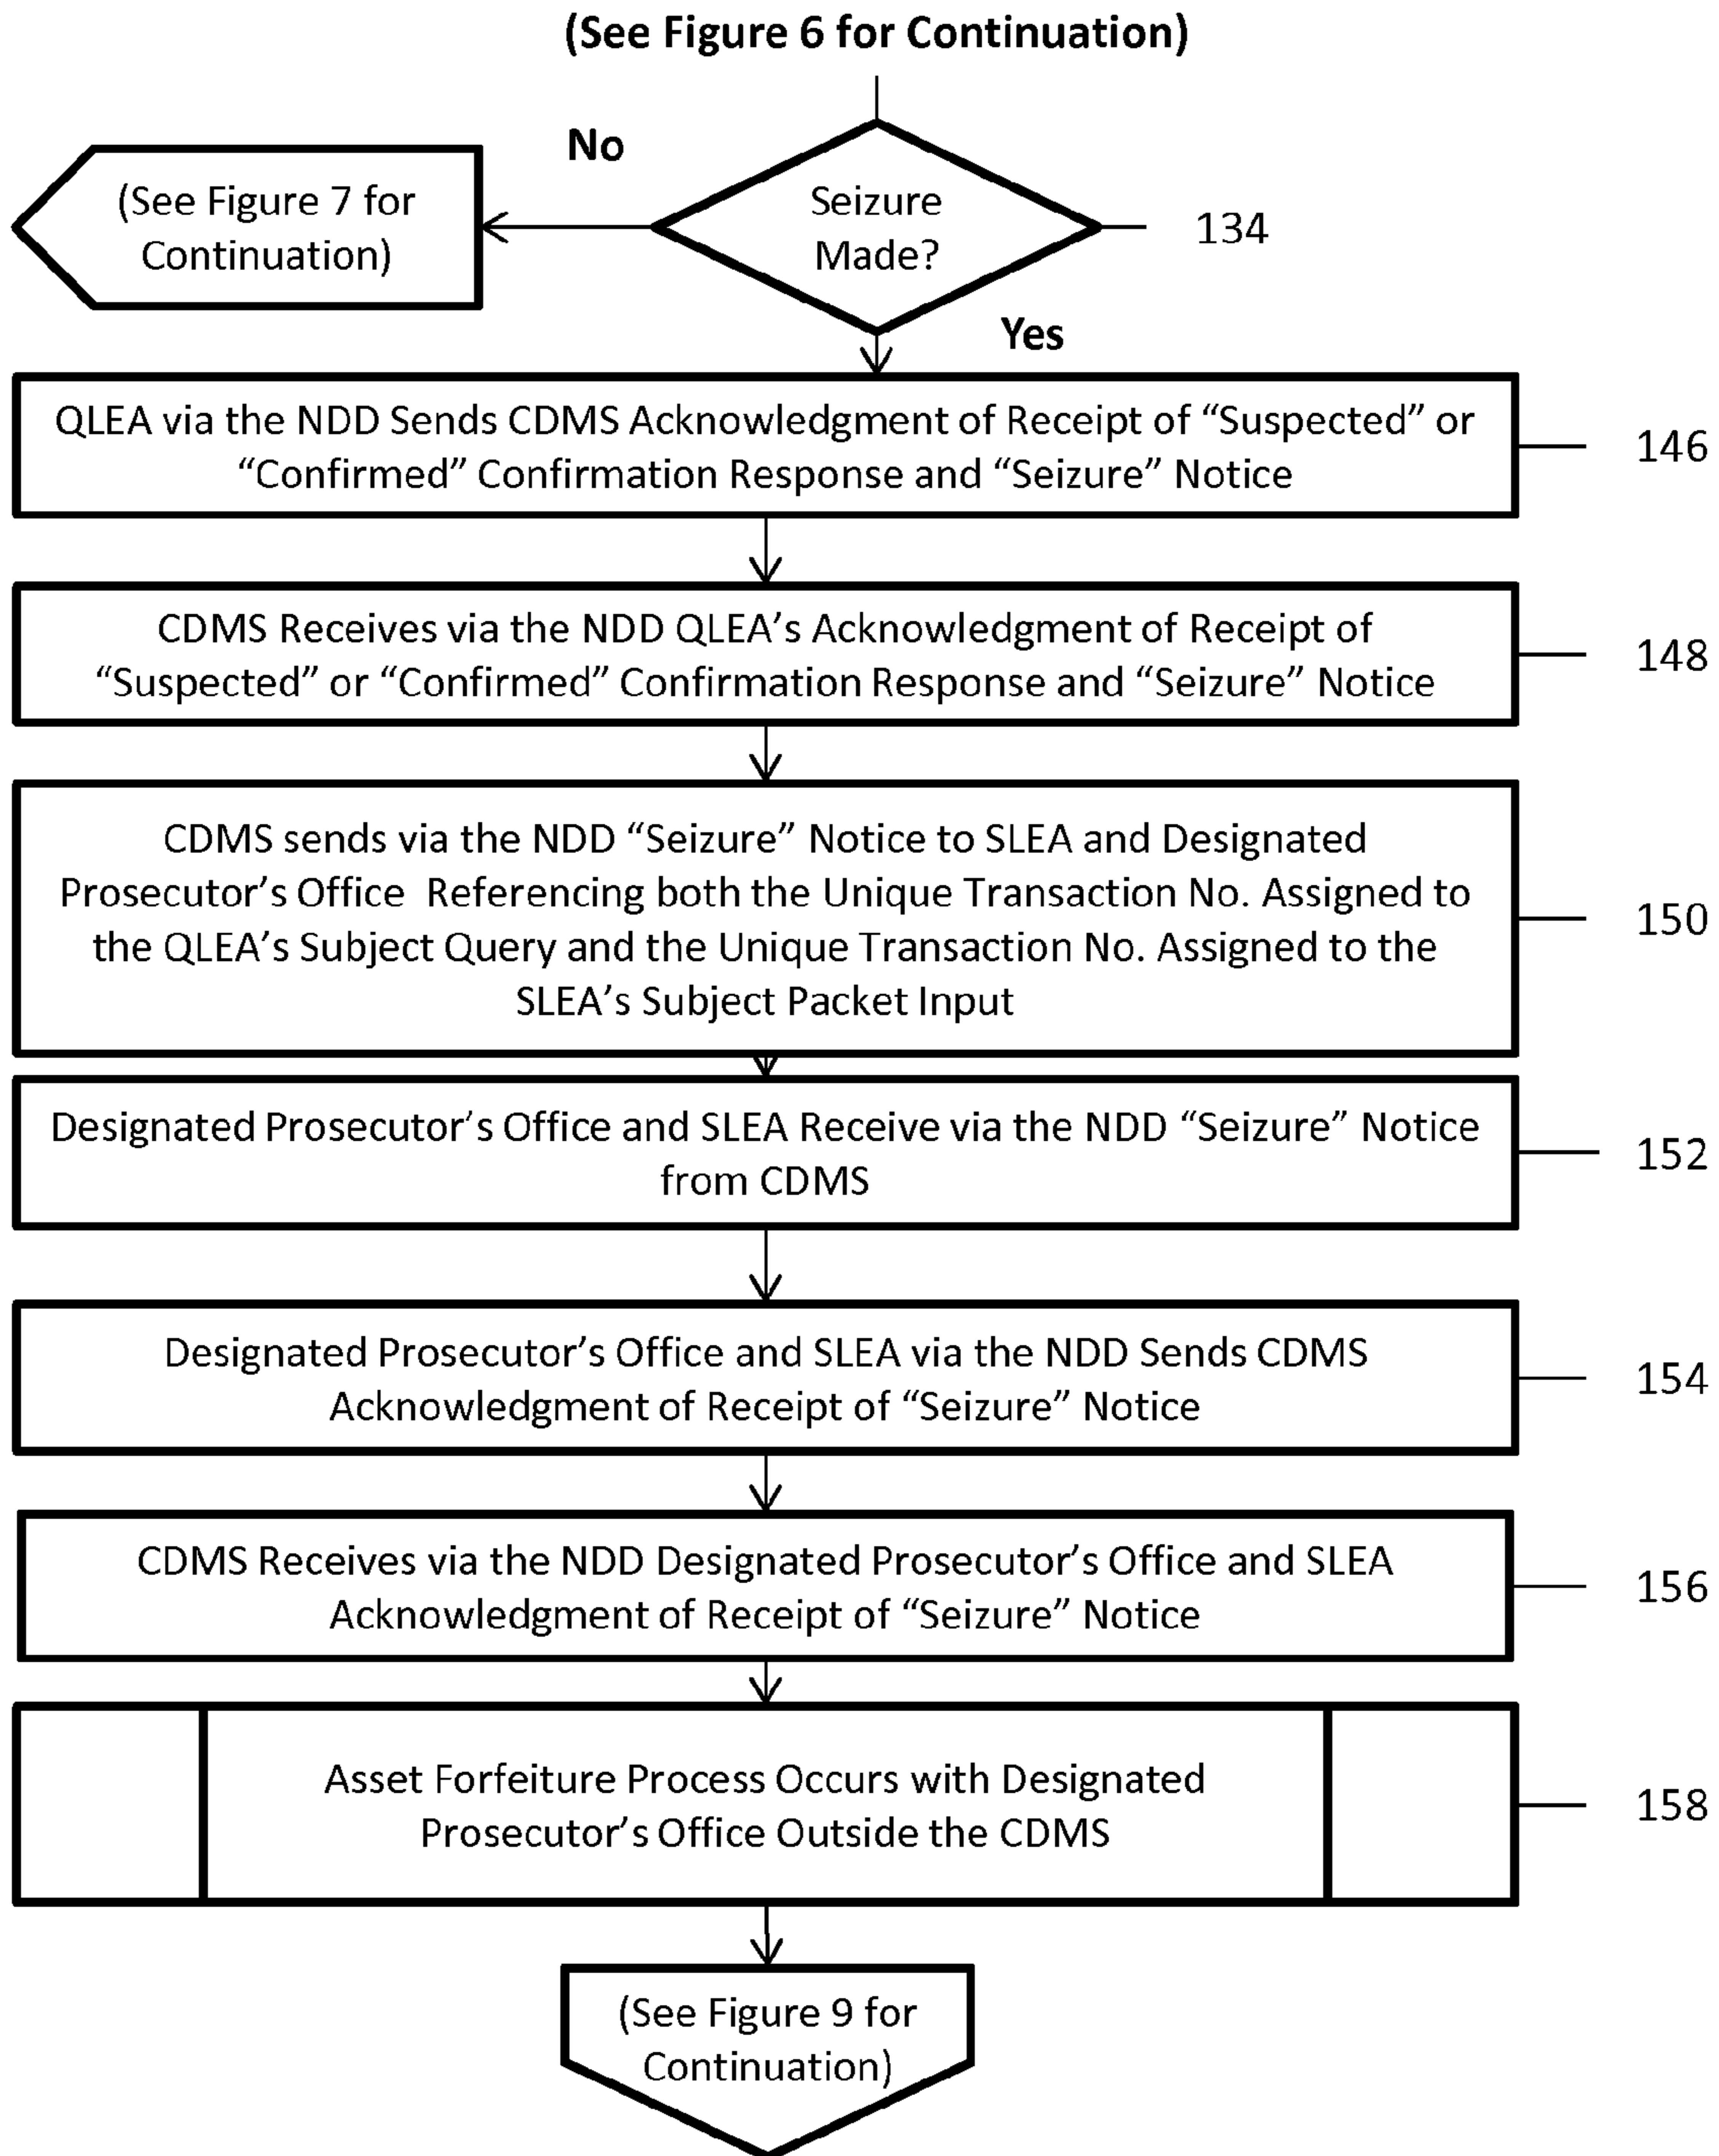 (See Figure 6 for Continuation)
No
(See Figure 7 for
Continuation)
Seizure
Made?
134
Yes
QLEA via the NDD Sends CDMS Acknowledgment of Receipt of “Suspected” or
“Confirmed” Confirmation Response and “Seizure” Notice
146
CDMS Receives via the NDD QLEA’s Acknowledgment of Receipt of
“Suspected” or “Confirmed” Confirmation Response and “Seizure” Notice
148
CDMS sends via the NDD “Seizure” Notice to SLEA and Designated
Prosecutor’s Office Referencing both the Unique Transaction No. Assigned to
the QLEA’s Subject Query and the Unique Transaction No. Assigned to the
SLEA’s Subject Packet Input
150
Designated Prosecutor’s Office and SLEA Receive via the NDD “Seizure” Notice
from CDMS
152
Designated Prosecutor’s Office and SLEA via the NDD Sends CDMS
Acknowledgment of Receipt of “Seizure” Notice
154
CDMS Receives via the NDD Designated Prosecutor’s Office and SLEA
Acknowledgment of Receipt of “Seizure” Notice
156
Asset Forfeiture Process Occurs with Designated
Prosecutor’s Office Outside the CDMS
158
(See Figure 9 for
Continuation)